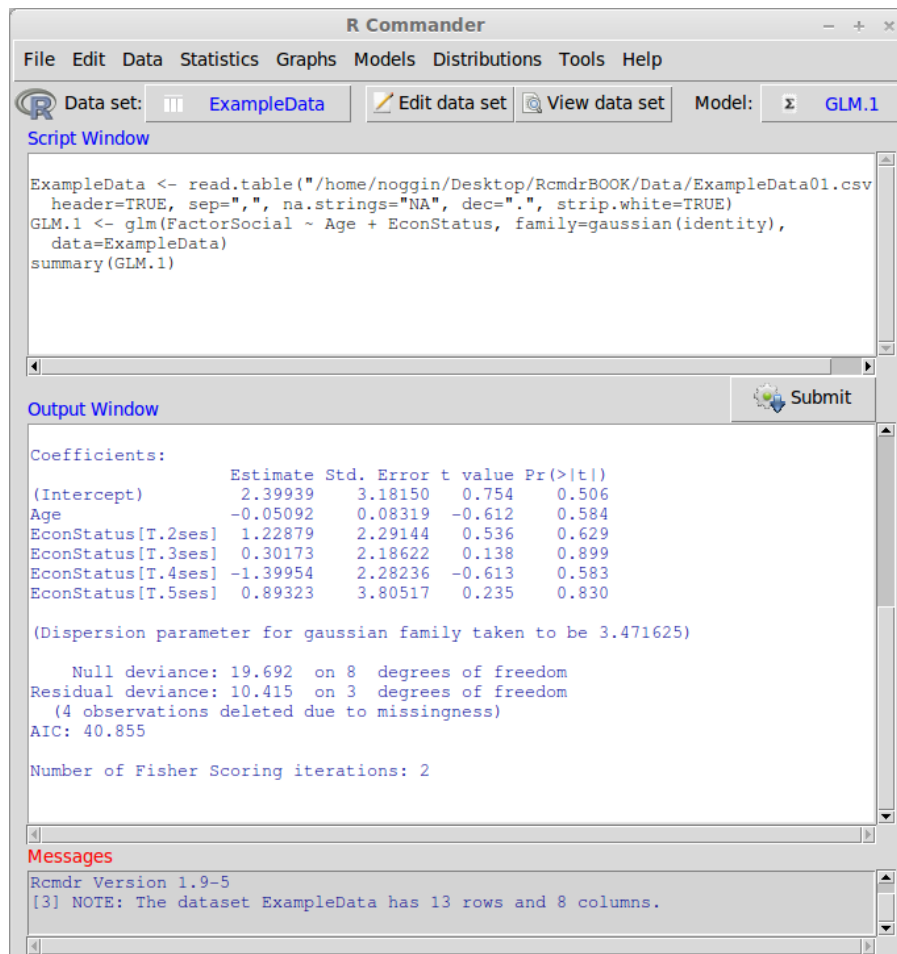 R Commander
File Edit Data Statistics Graphs Models Distributions Tools Help
R Data set: ExampleData Edit data set View data set Model: Σ GLM.1
Script Window
ExampleData <- read.table("/home/noggin/Desktop/RcmdrBOOK/Data/ExampleData01.csv
  header=TRUE, sep=",", na.strings="NA", dec=".", strip.white=TRUE)
GLM.1 <- glm(FactorSocial ~ Age + EconStatus, family=gaussian(identity),
  data=ExampleData)
summary(GLM.1)
Submit
Output Window
Coefficients:
                  Estimate Std. Error t value Pr(>|t|)
(Intercept)        2.39939    3.18150   0.754    0.506
Age               -0.05092    0.08319  -0.612    0.584
EconStatus[T.2ses]  1.22879    2.29144   0.536    0.629
EconStatus[T.3ses]  0.30173    2.18622   0.138    0.899
EconStatus[T.4ses] -1.39954    2.28236  -0.613    0.583
EconStatus[T.5ses]  0.89323    3.80517   0.235    0.830
(Dispersion parameter for gaussian family taken to be 3.471625)
    Null deviance: 19.692  on 8  degrees of freedom
Residual deviance: 10.415  on 3  degrees of freedom
  (4 observations deleted due to missingness)
AIC: 40.855
Number of Fisher Scoring iterations: 2
Messages
Rcmdr Version 1.9-5
[3] NOTE: The dataset ExampleData has 13 rows and 8 columns.